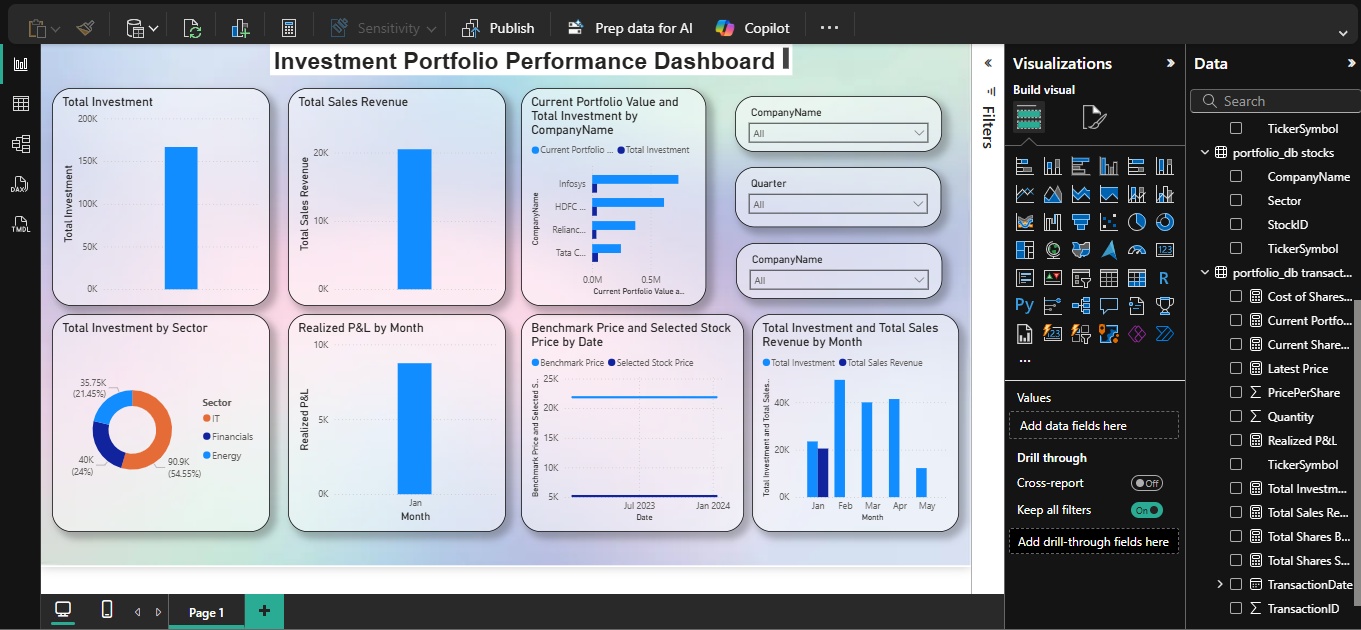 Sensitivity
Publish
Prep data for AI
Copilot
Investment Portfolio Performance Dashboard
Total Investment
200K
150K
100K
50K
0K
Total Investment
Total Sales Revenue
20K
10K
0K
Total Sales Revenue
Current Portfolio Value and
Total Investment by
CompanyName
Current Portfolio ...
Total Investment
CompanyName
Infosys
HDFC ...
Relianc...
Tata C...
0.0M
0.5M
Current Portfolio Value a...
CompanyName
All
Quarter
All
CompanyName
All
Total Investment by Sector
35.75K
(21.45%)
40K
(24%)
90.9K
(54.55%)
Sector
IT
Financials
Energy
Realized P&L by Month
10K
5K
0K
Realized P&L
Jan
Month
Benchmark Price and Selected Stock
Price by Date
Benchmark Price
Selected Stock Price
Benchmark Price and Selected S...
25K
20K
15K
10K
5K
Jul 2023
Jan 2024
Date
Total Investment and Total Sales
Revenue by Month
Total Investment
Total Sales Revenue
Total Investment and Total Sales...
40K
20K
0K
Jan
Feb
Mar
Apr
May
Month
Filters
Visualizations
Build visual
123
R
Py
123
Values
Add data fields here
Drill through
Cross-report
Off
Keep all filters
On
Add drill-through fields here
Data
Search
TickerSymbol
portfolio_db stocks
CompanyName
Sector
StockID
TickerSymbol
portfolio_db transact...
Cost of Shares...
Current Portfo...
Current Share...
Latest Price
PricePerShare
Quantity
Realized P&L
TickerSymbol
Total Investm...
Total Sales Re...
Total Shares B...
Total Shares S...
TransactionDate
TransactionID
DAX
TMDL
Page 1